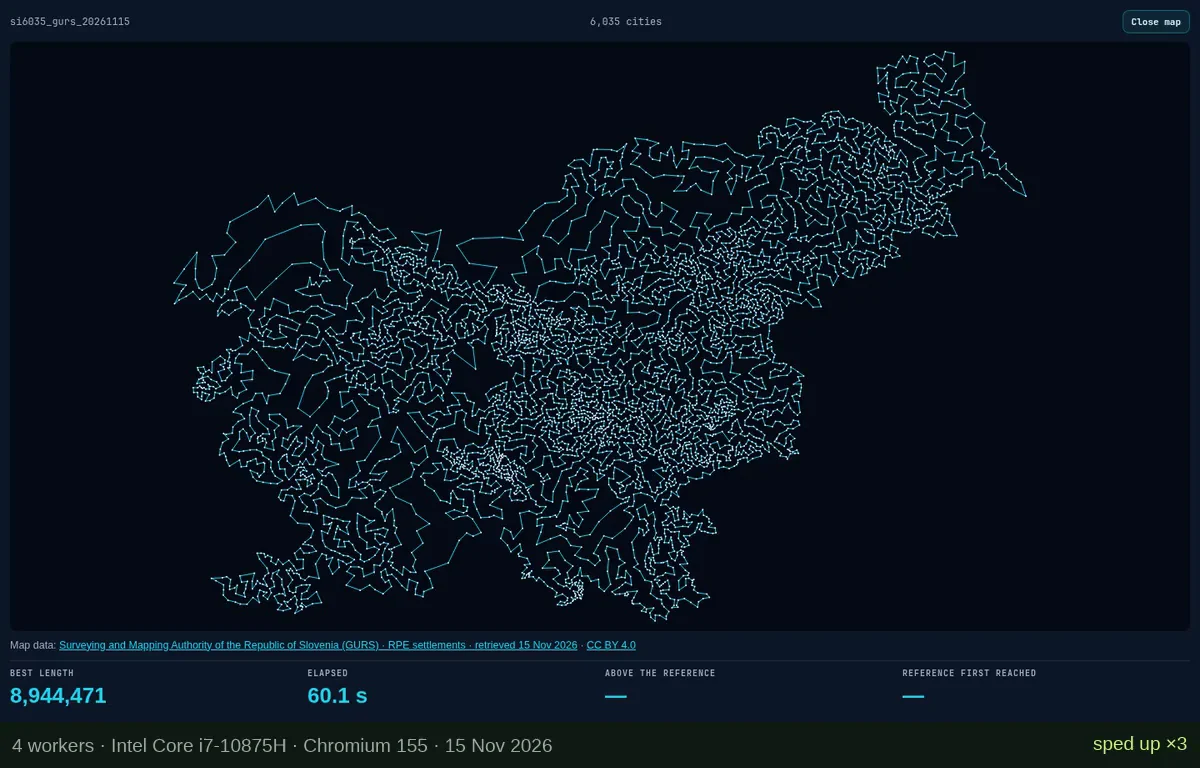 si6035_gurs_20261115
6,035 cities
Close map
Map data: Surveying and Mapping Authority of the Republic of Slovenia (GURS) · RPE settlements · retrieved 15 Nov 2026 · CC BY 4.0
BEST LENGTH
8,944,471
ELAPSED
60.1 s
ABOVE THE REFERENCE
—
REFERENCE FIRST REACHED
—
4 workers · Intel Core i7-10875H · Chromium 155 · 15 Nov 2026
sped up ×3